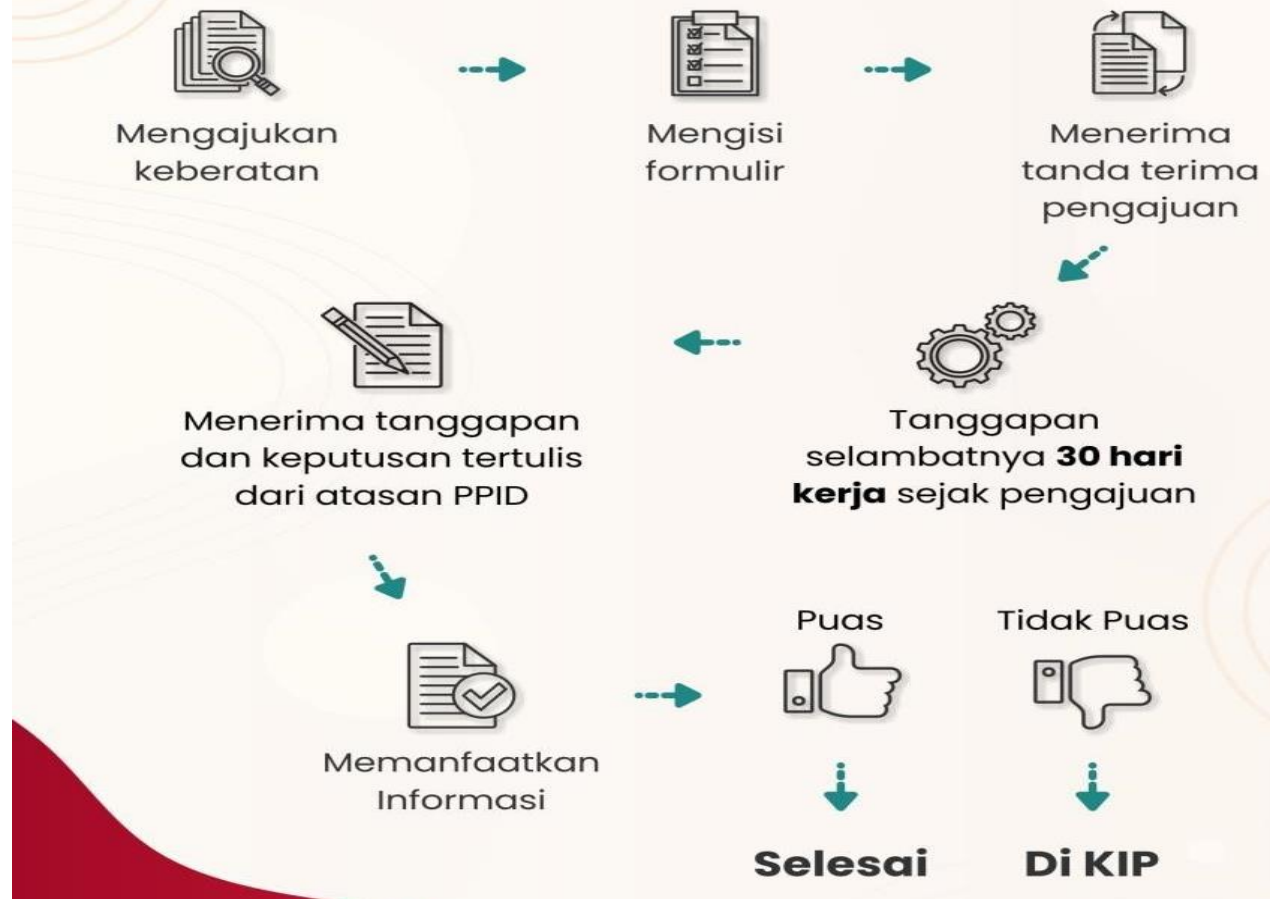 Mengajukan
keberatan
Mengisi
formulir
Menerima
tanda terima
pengajuan
Tanggapan
selambatnya 30 hari
kerja sejak pengajuan
Menerima tanggapan
dan keputusan tertulis
dari atasan PPID
Memanfaatkan
Informasi
Puas
Selesai
Tidak Puas
Di KIP